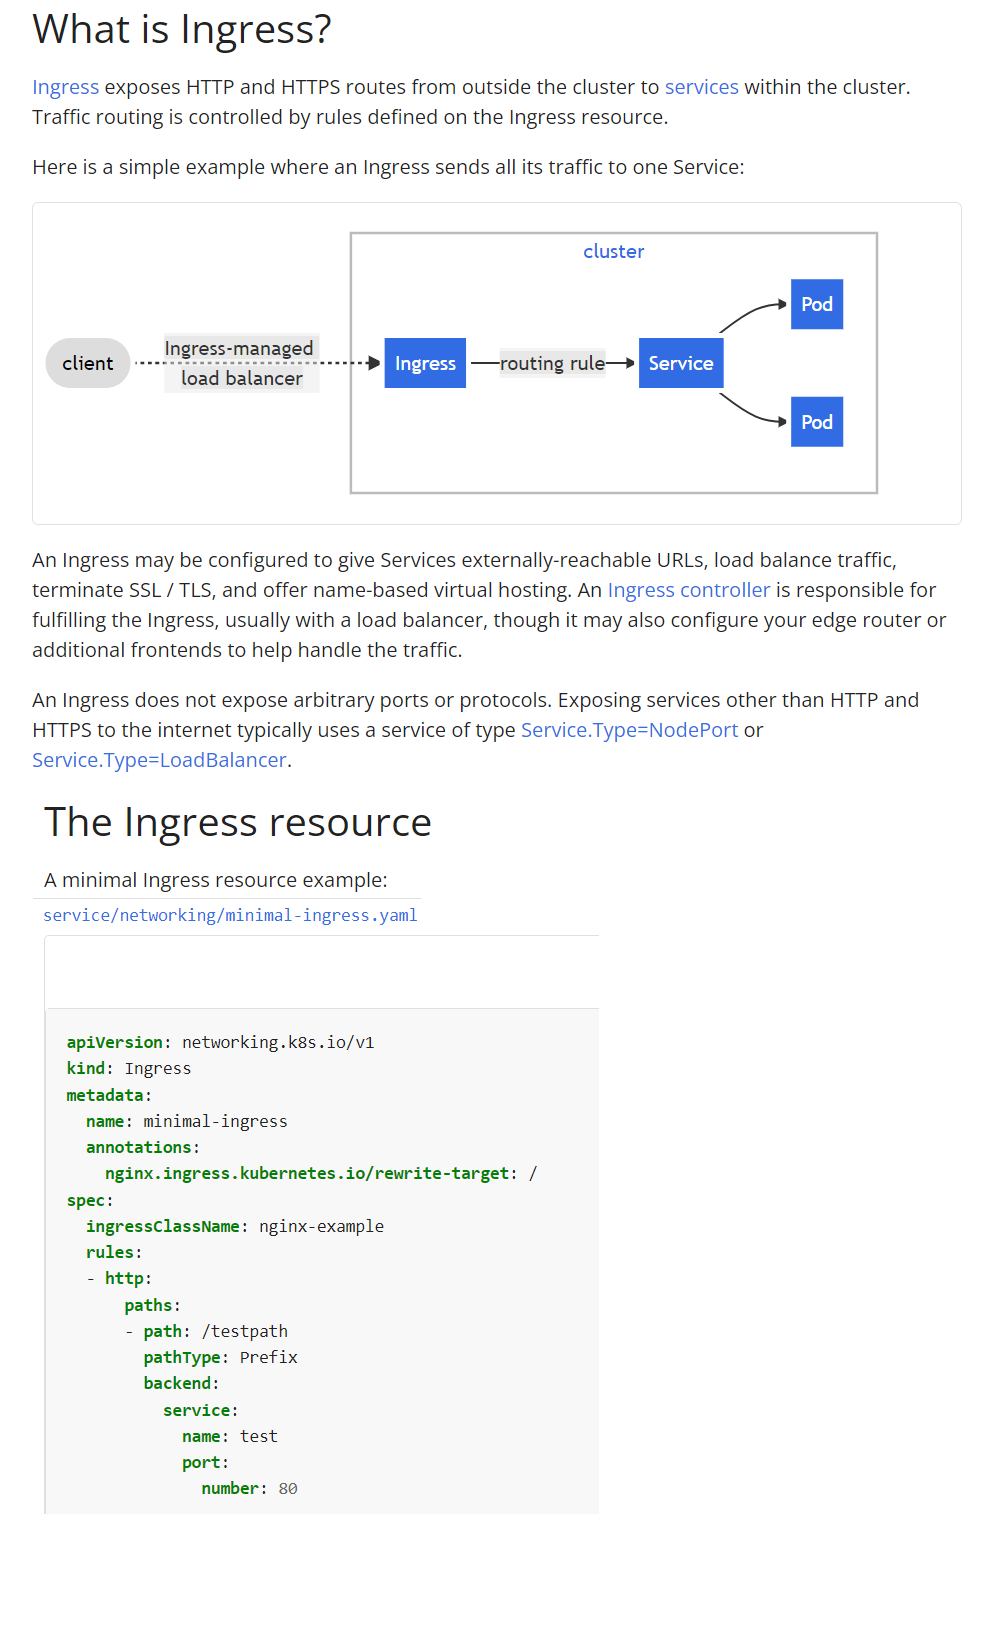 What is Ingress?
Ingress exposes HTTP and HTTPS routes from outside the cluster to services within the cluster.
Traffic routing is controlled by rules defined on the Ingress resource.
Here is a simple example where an Ingress sends all its traffic to one Service:
cluster
client
Ingress-managed
load balancer
Ingress
routing rule
Service
Pod
Pod
An Ingress may be configured to give Services externally-reachable URLs, load balance traffic,
terminate SSL / TLS, and offer name-based virtual hosting. An Ingress controller is responsible for
fulfilling the Ingress, usually with a load balancer, though it may also configure your edge router or
additional frontends to help handle the traffic.
An Ingress does not expose arbitrary ports or protocols. Exposing services other than HTTP and
HTTPS to the internet typically uses a service of type Service.Type=NodePort or
Service.Type=LoadBalancer.
The Ingress resource
A minimal Ingress resource example:
service/networking/minimal-ingress.yaml
apiVersion: networking.k8s.io/v1
kind: Ingress
metadata:
  name: minimal-ingress
  annotations:
    nginx.ingress.kubernetes.io/rewrite-target: /
spec:
  ingressClassName: nginx-example
  rules:
  - http:
      paths:
      - path: /testpath
        pathType: Prefix
        backend:
          service:
            name: test
            port:
              number: 80